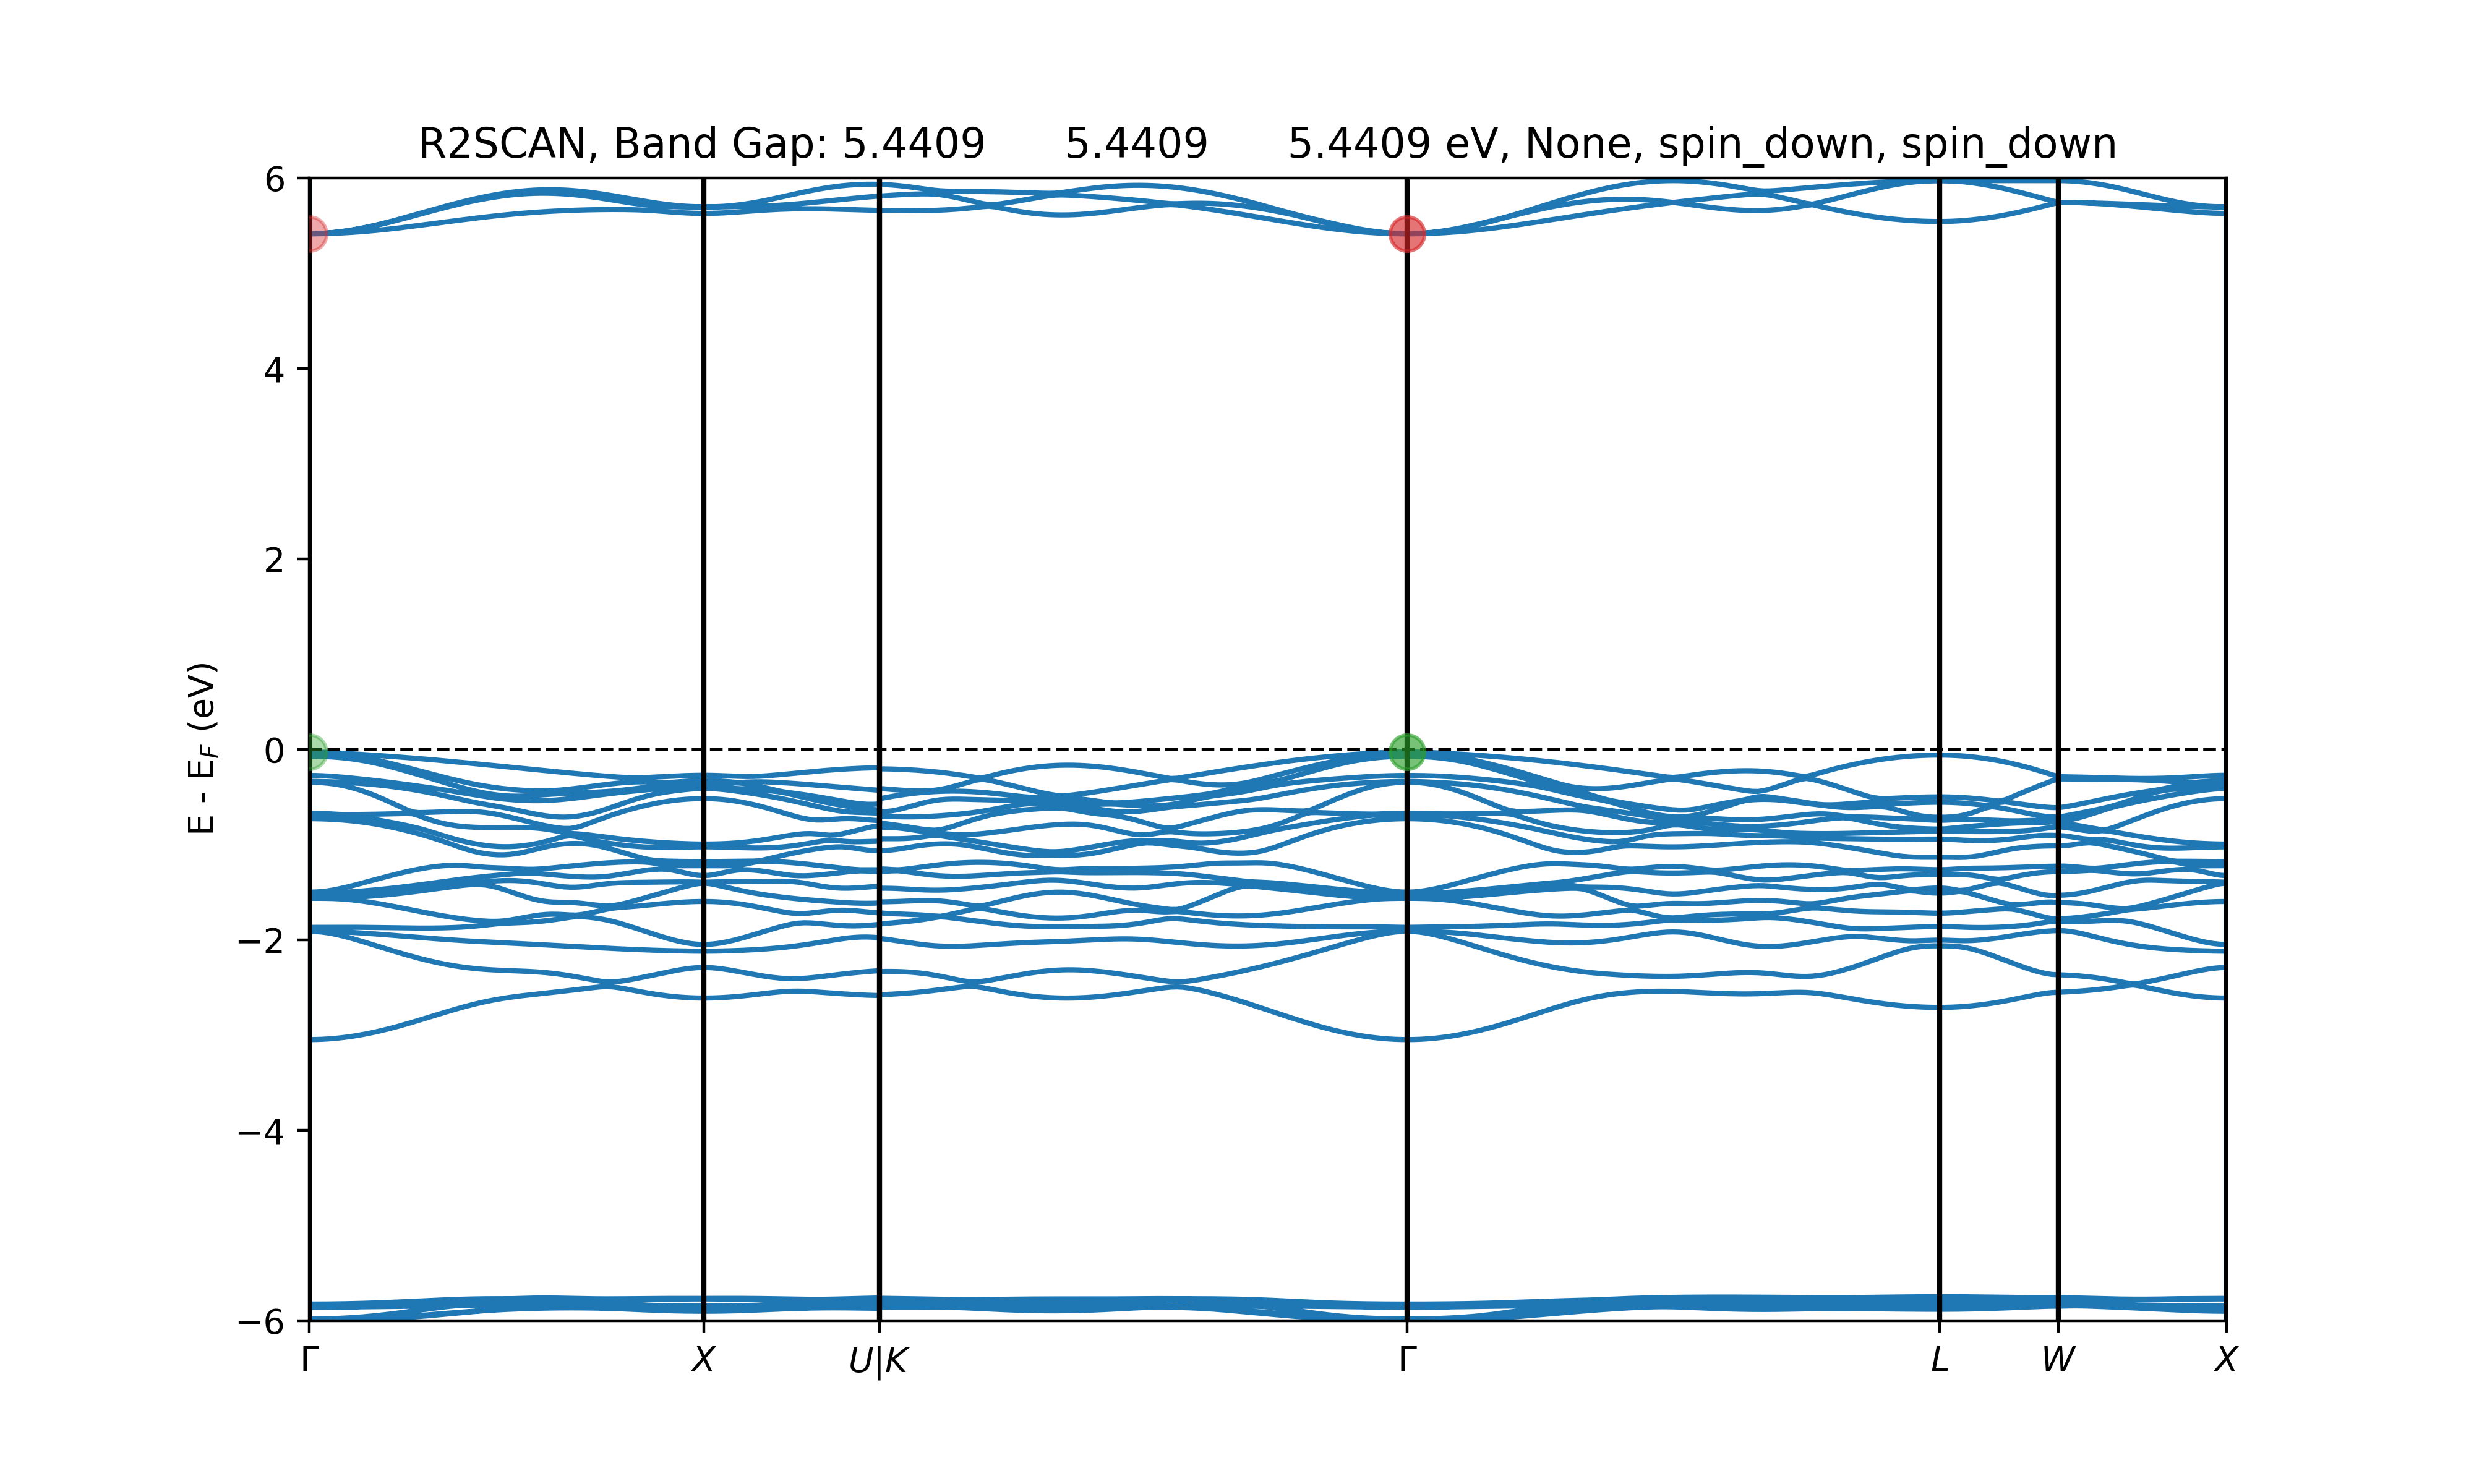 R2SCAN, Band Gap: 5.4409 5.4409 5.4409 eV, None, spin_down, spin_down
6
4
2
0
−2
−4
−6
E - E_F (eV)
Γ X U|K Γ L W X